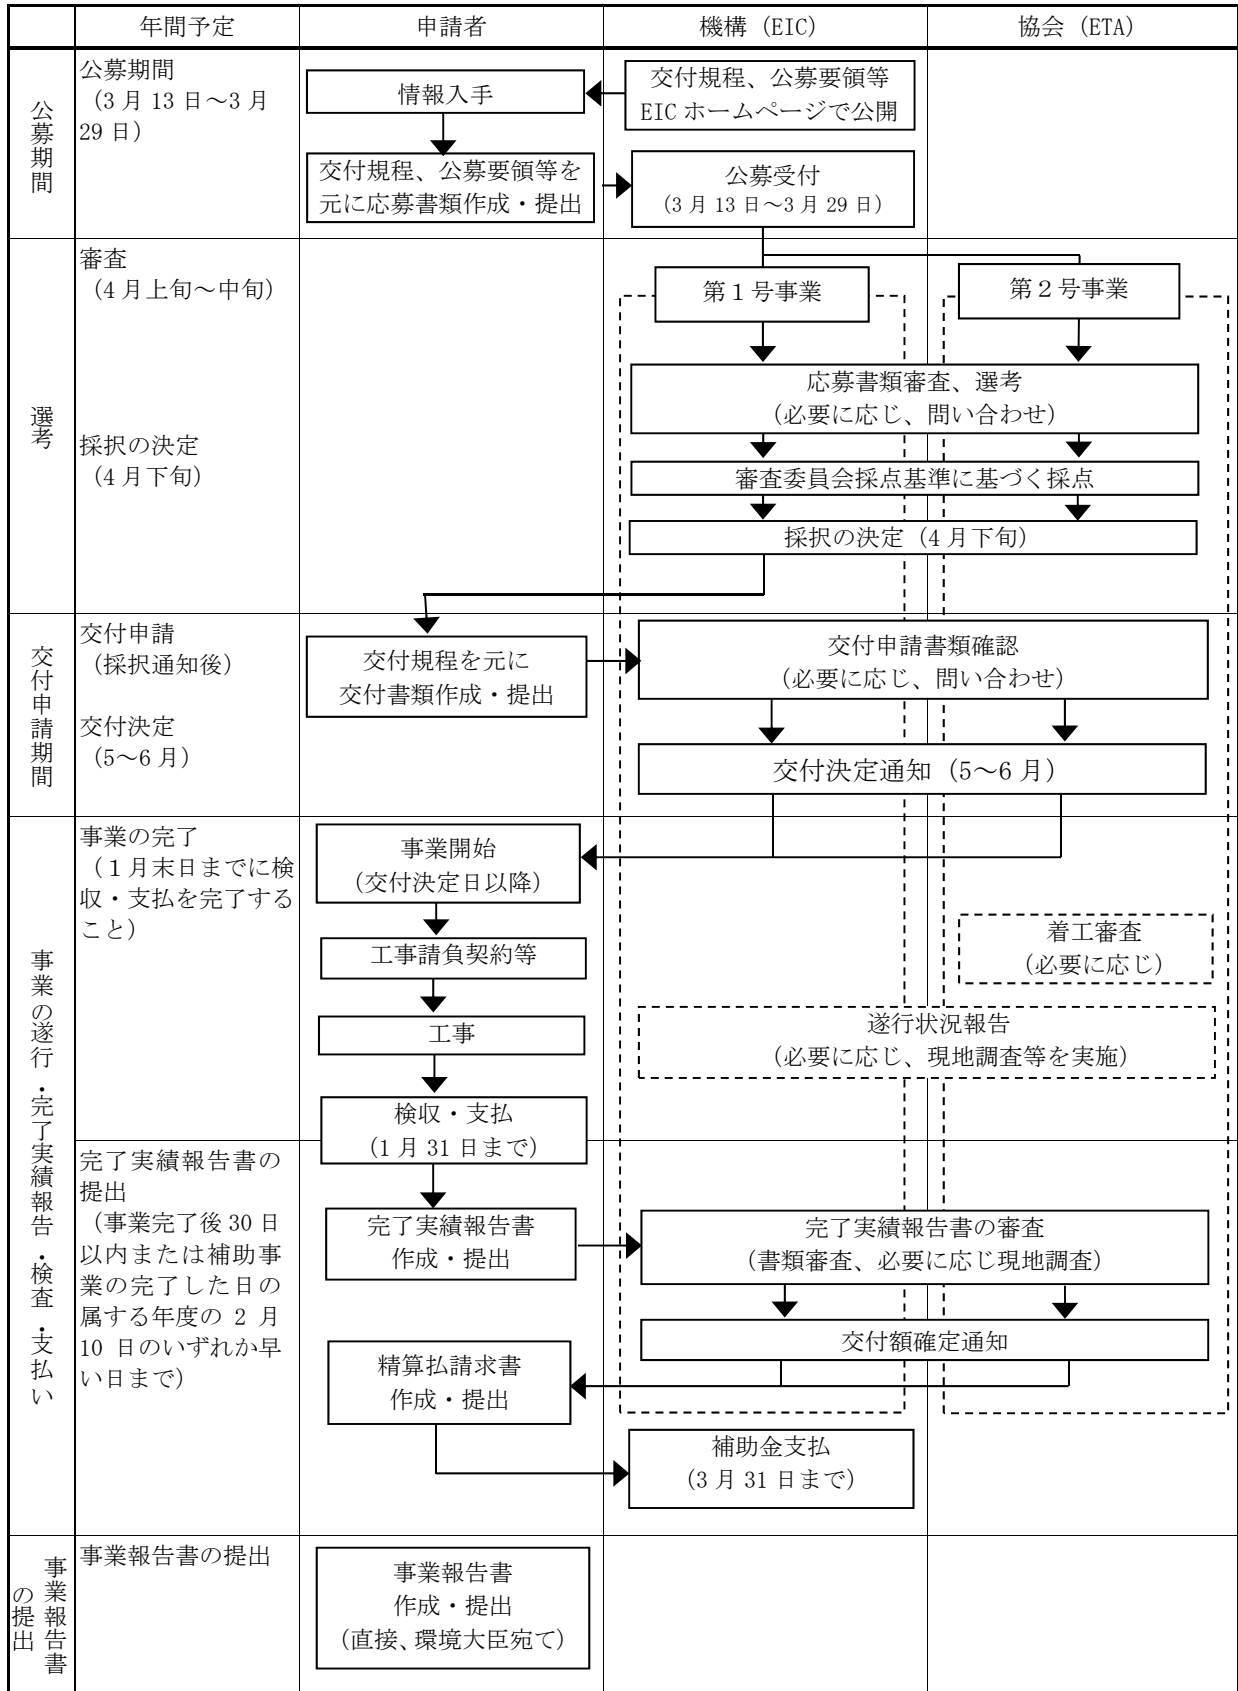 年間予定
申請者
機構（EIC）
協会（ETA）
公募期間
公募期間
（3月13日～3月
29日）
情報入手
交付規程、公募要領等
EICホームページで公開
交付規程、公募要領等を
元に応募書類作成・提出
公募受付
（3月13日～3月29日）
選考
審査
（4月上旬～中旬）
第１号事業
第２号事業
応募書類審査、選考
（必要に応じ、問い合わせ）
採択の決定
（4月下旬）
審査委員会採点基準に基づく採点
採択の決定（4月下旬）
交付申請期間
交付申請
（採択通知後）
交付決定
（5～6月）
交付規程を元に
交付書類作成・提出
交付申請書類確認
（必要に応じ、問い合わせ）
交付決定通知（5～6月）
事業の遂行・完了実績報告・検査・支払い
事業の完了
（１月末日までに検
収・支払を完了する
こと）
事業開始
（交付決定日以降）
工事請負契約等
着工審査
（必要に応じ）
工事
遂行状況報告
（必要に応じ、現地調査等を実施）
検収・支払
（1月31日まで）
完了実績報告書の
提出
（事業完了後30日
以内または補助事
業の完了した日の
属する年度の 2 月
10 日のいずれか早
い日まで）
完了実績報告書
作成・提出
完了実績報告書の審査
（書類審査、必要に応じ現地調査）
交付額確定通知
精算払請求書
作成・提出
補助金支払
（3月31日まで）
事業報告書
の提出
事業報告書の提出
事業報告書
作成・提出
（直接、環境大臣宛て）